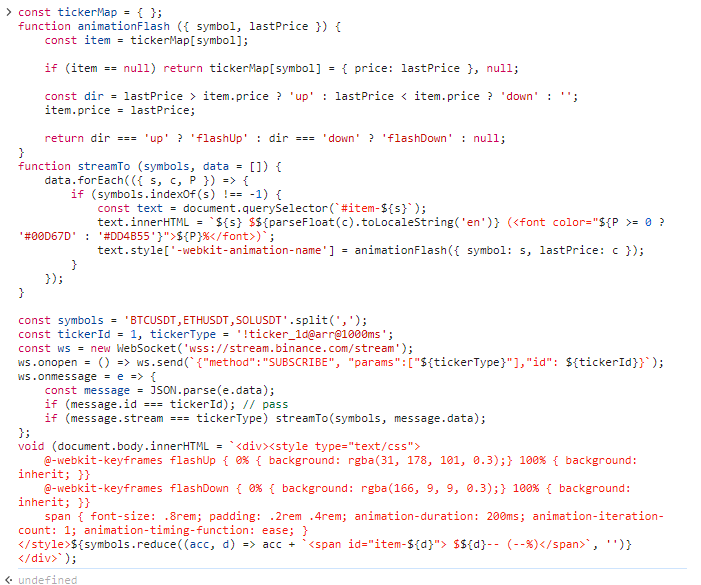 const tickerMap = { };
function animationFlash ({ symbol, lastPrice }) {
    const item = tickerMap[symbol];

    if (item == null) return tickerMap[symbol] = { price: lastPrice }, null;

    const dir = lastPrice > item.price ? 'up' : lastPrice < item.price ? 'down' : '';
    item.price = lastPrice;

    return dir === 'up' ? 'flashUp' : dir === 'down' ? 'flashDown' : null;
}
function streamTo (symbols, data = []) {
    data.forEach(({ s, c, P }) => {
        if (symbols.indexOf(s) !== -1) {
            const text = document.querySelector(`#item-${s}`);
            text.innerHTML = `${s} $${parseFloat(c).toLocaleString('en')} (<font color="${P >= 0 ?
'#00D67D' : '#DD4B55'}">${P}%</font>)`;
            text.style['-webkit-animation-name'] = animationFlash({ symbol: s, lastPrice: c });
        }
    });
}

const symbols = 'BTCUSDT,ETHUSDT,SOLUSDT'.split(',');
const tickerId = 1, tickerType = '!ticker_1d@arr@1000ms';
const ws = new WebSocket('wss://stream.binance.com/stream');
ws.onopen = () => ws.send(`{"method":"SUBSCRIBE", "params":["${tickerType}"],"id": ${tickerId}}`);
ws.onmessage = e => {
    const message = JSON.parse(e.data);
    if (message.id === tickerId); // pass
    if (message.stream === tickerType) streamTo(symbols, message.data);
};
void (document.body.innerHTML = `<div><style type="text/css">
    @-webkit-keyframes flashUp { 0% { background: rgba(31, 178, 101, 0.3);} 100% { background:
inherit; }}
    @-webkit-keyframes flashDown { 0% { background: rgba(166, 9, 9, 0.3);} 100% { background:
inherit; }}
    span { font-size: .8rem; padding: .2rem .4rem; animation-duration: 200ms; animation-iteration-
count: 1; animation-timing-function: ease; }
</style>${symbols.reduce((acc, d) => acc + `<span id="item-${d}"> $${d}-- (--%)</span>`, '')}
</div>`);
undefined